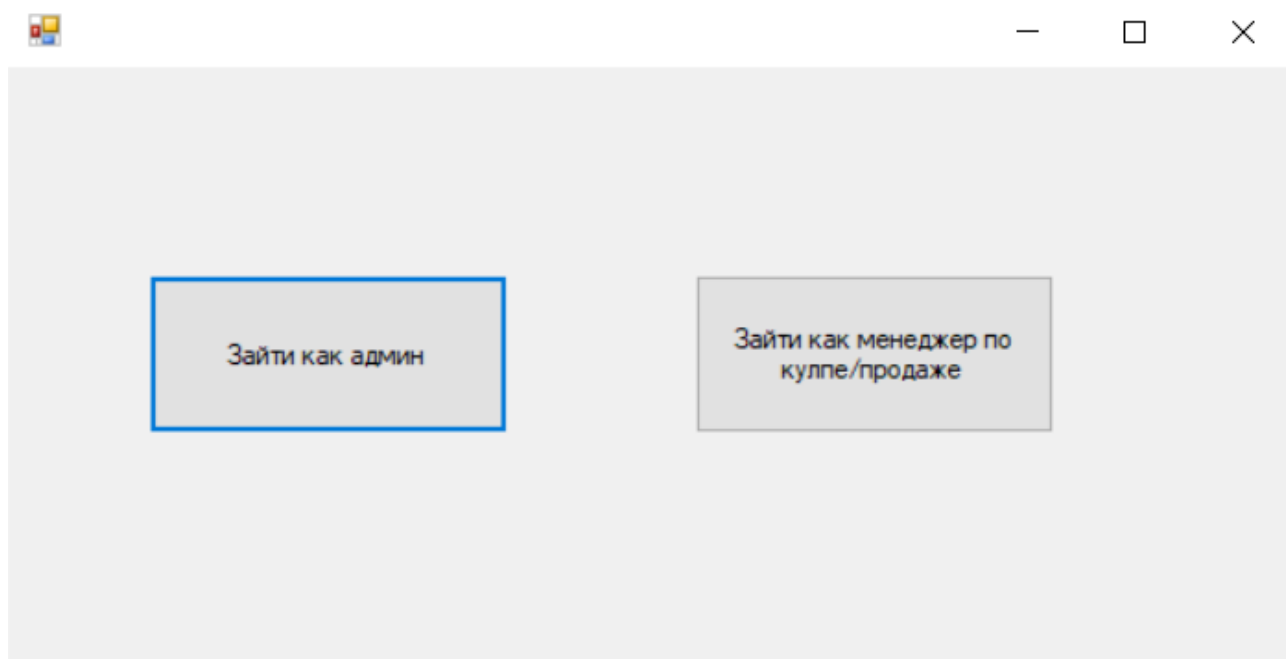 Зайти как админ
Зайти как менеджер по
кулпе/продаже